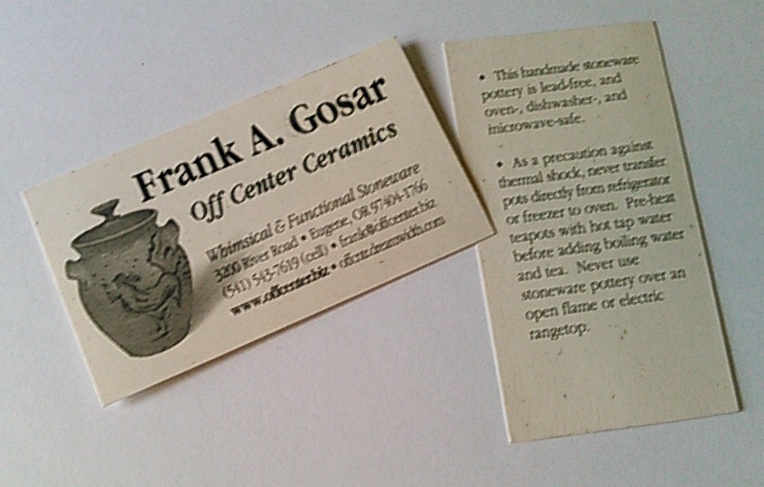 Frank A. Gosar
Off Center Ceramics
Whimsical & Functional Stoneware
3200 River Road • Eugene, OR 97404-1766
(541) 543-7619 (cell) • frank@offcenter.biz
www.offcenter.biz • offcntr.dreamwidth.com
• This handmade stoneware
pottery is lead-free, and
oven-, dishwasher-, and
microwave-safe.
• As a precaution against
thermal shock, never transfer
pots directly from refrigerator
or freezer to oven. Pre-heat
teapots with hot tap water
before adding boiling water
and tea. Never use
stoneware pottery over an
open flame or electric
rangetop.